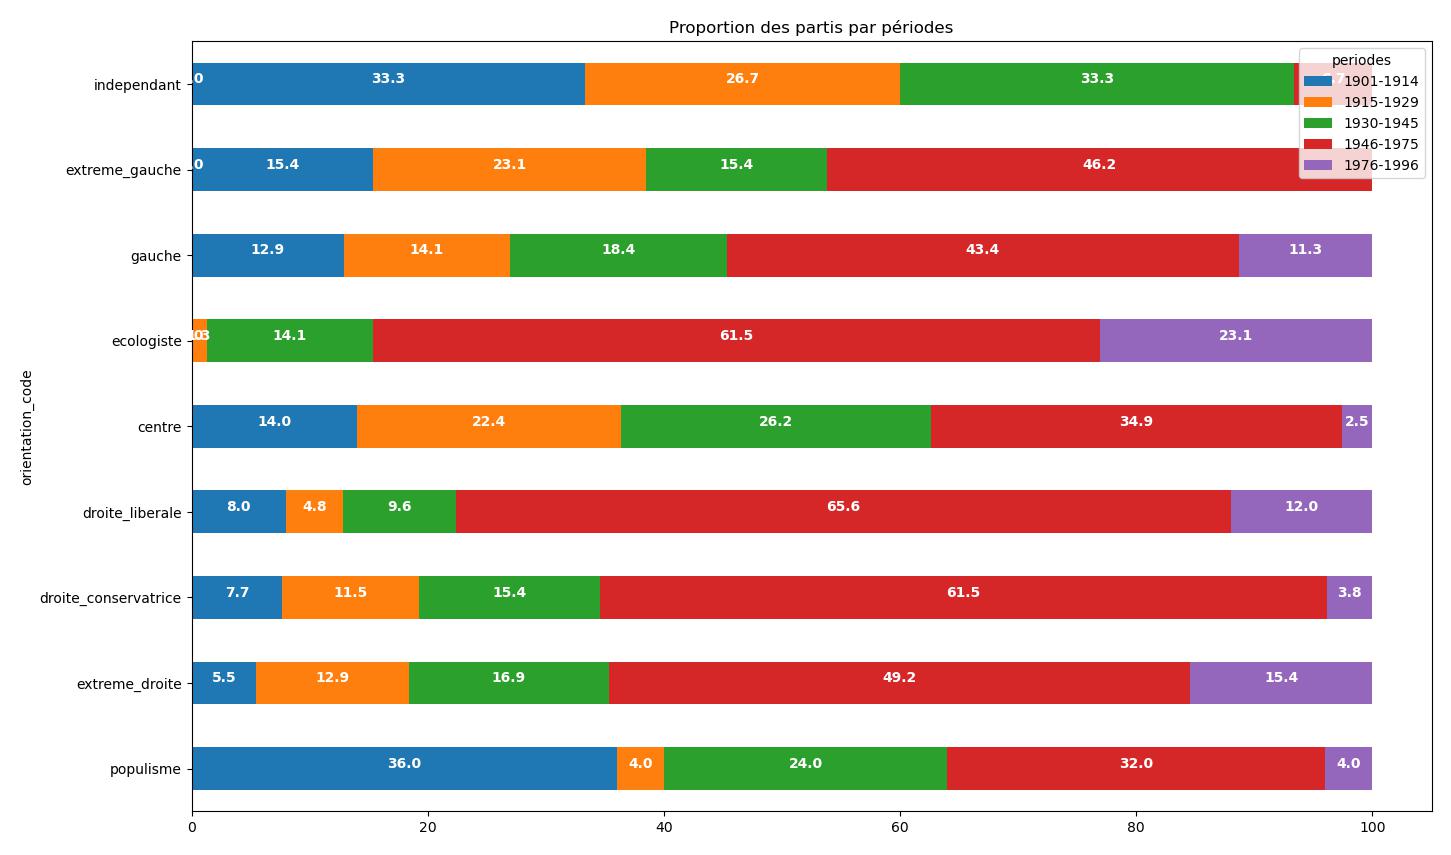 Proportion des partis par périodes
periodes
1901-1914
1915-1929
1930-1945
1946-1975
1976-1996
independant 33.3 26.7 33.3
extreme_gauche 15.4 23.1 15.4 46.2
gauche 12.9 14.1 18.4 43.4 11.3
ecologiste 14.1 61.5 23.1
centre 14.0 22.4 26.2 34.9 2.5
droite_liberale 8.0 4.8 9.6 65.6 12.0
droite_conservatrice 7.7 11.5 15.4 61.5 3.8
extreme_droite 5.5 12.9 16.9 49.2 15.4
populisme 36.0 4.0 24.0 32.0 4.0
0 20 40 60 80 100
orientation_code